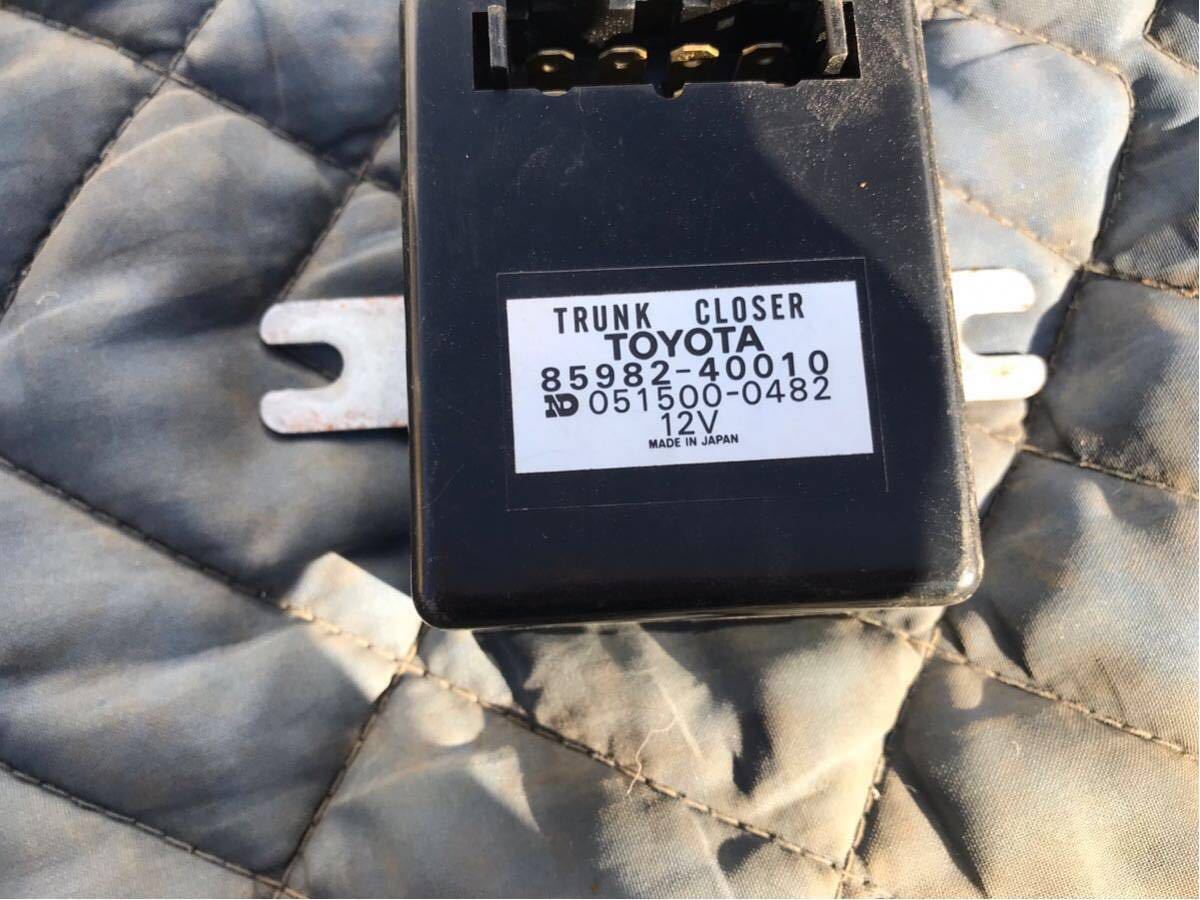 TRUNK CLOSER
TOYOTA
85982-40010
ND 051500-0482
12V
MADE IN JAPAN